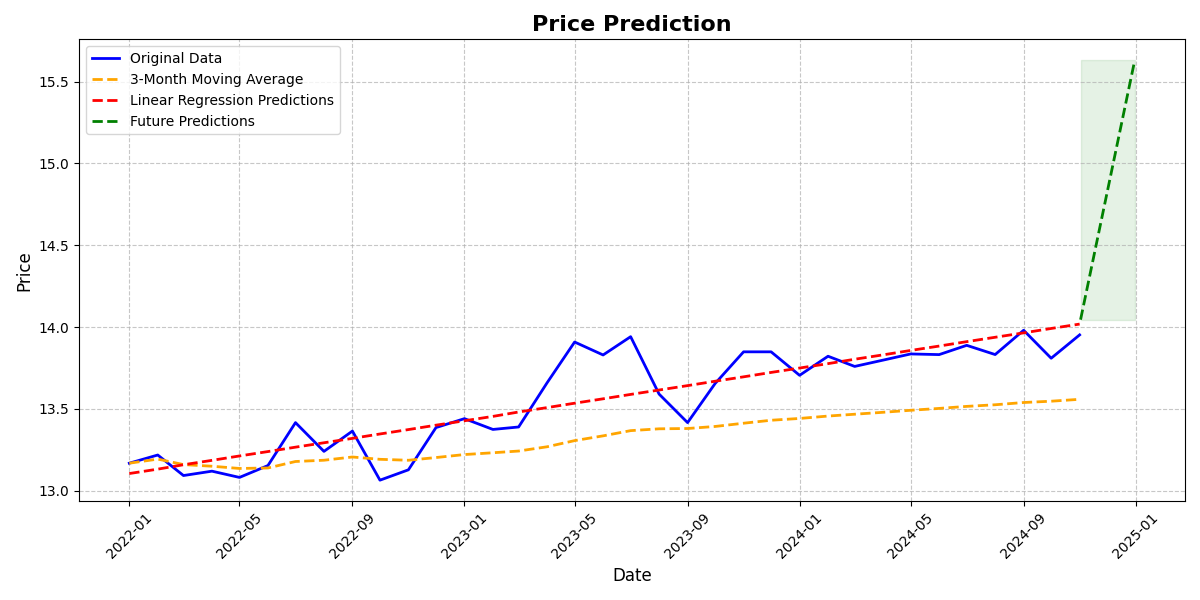 Price Prediction
Original Data
3-Month Moving Average
Linear Regression Predictions
Future Predictions
Price
15.5
15.0
14.5
14.0
13.5
13.0
2022-01
2022-05
2022-09
2023-01
2023-05
2023-09
2024-01
2024-05
2024-09
2025-01
Date